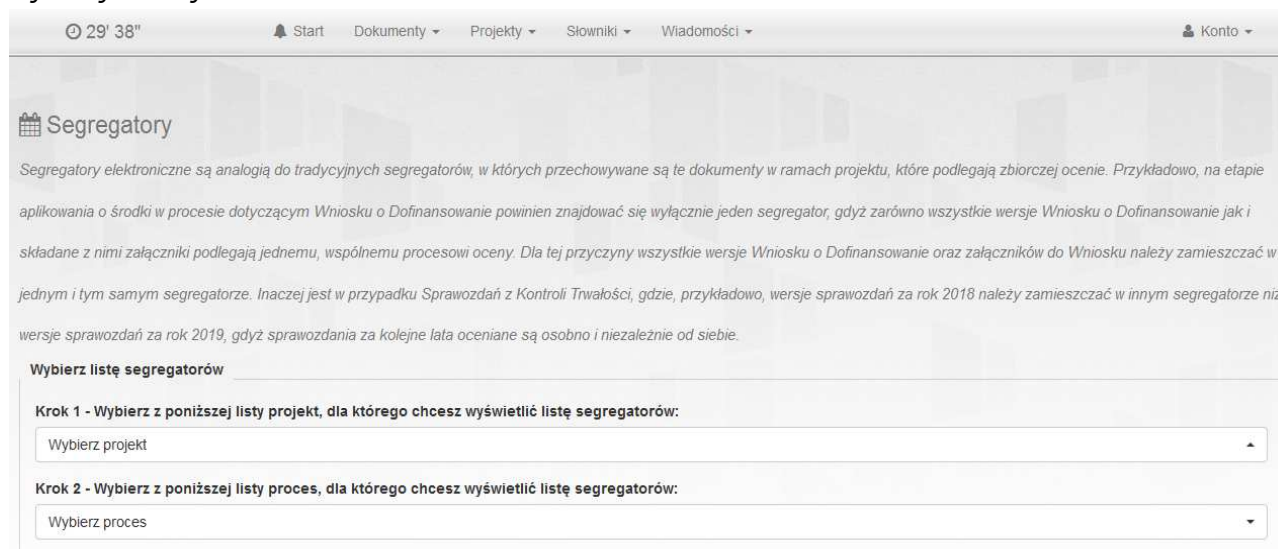 29' 38"
Start Dokumenty Projekty Słowniki Wiadomości Konto
Segregatory
Segregatory elektroniczne są analogią do tradycyjnych segregatorów, w których przechowywane są te dokumenty w ramach projektu, które podlegają zbiorczej ocenie. Przykładowo, na etapie
aplikowania o środki w procesie dotyczącym Wniosku o Dofinansowanie powinien znajdować się wyłącznie jeden segregator, gdyż zarówno wszystkie wersje Wniosku o Dofinansowanie jak i
składane z nimi załączniki podlegają jednemu, wspólnemu procesowi oceny. Dla tej przyczyny wszystkie wersje Wniosku o Dofinansowanie oraz załączników do Wniosku należy zamieszczać w
jednym i tym samym segregatorze. Inaczej jest w przypadku Sprawozdań z Kontroli Trwałości, gdzie, przykładowo, wersje sprawozdań za rok 2018 należy zamieszczać w innym segregatorze niż
wersje sprawozdań za rok 2019, gdyż sprawozdania za kolejne lata oceniane są osobno i niezależnie od siebie.
Wybierz listę segregatorów
Krok 1 - Wybierz z poniższej listy projekt, dla którego chcesz wyświetlić listę segregatorów:
Wybierz projekt
Krok 2 - Wybierz z poniższej listy proces, dla którego chcesz wyświetlić listę segregatorów:
Wybierz proces